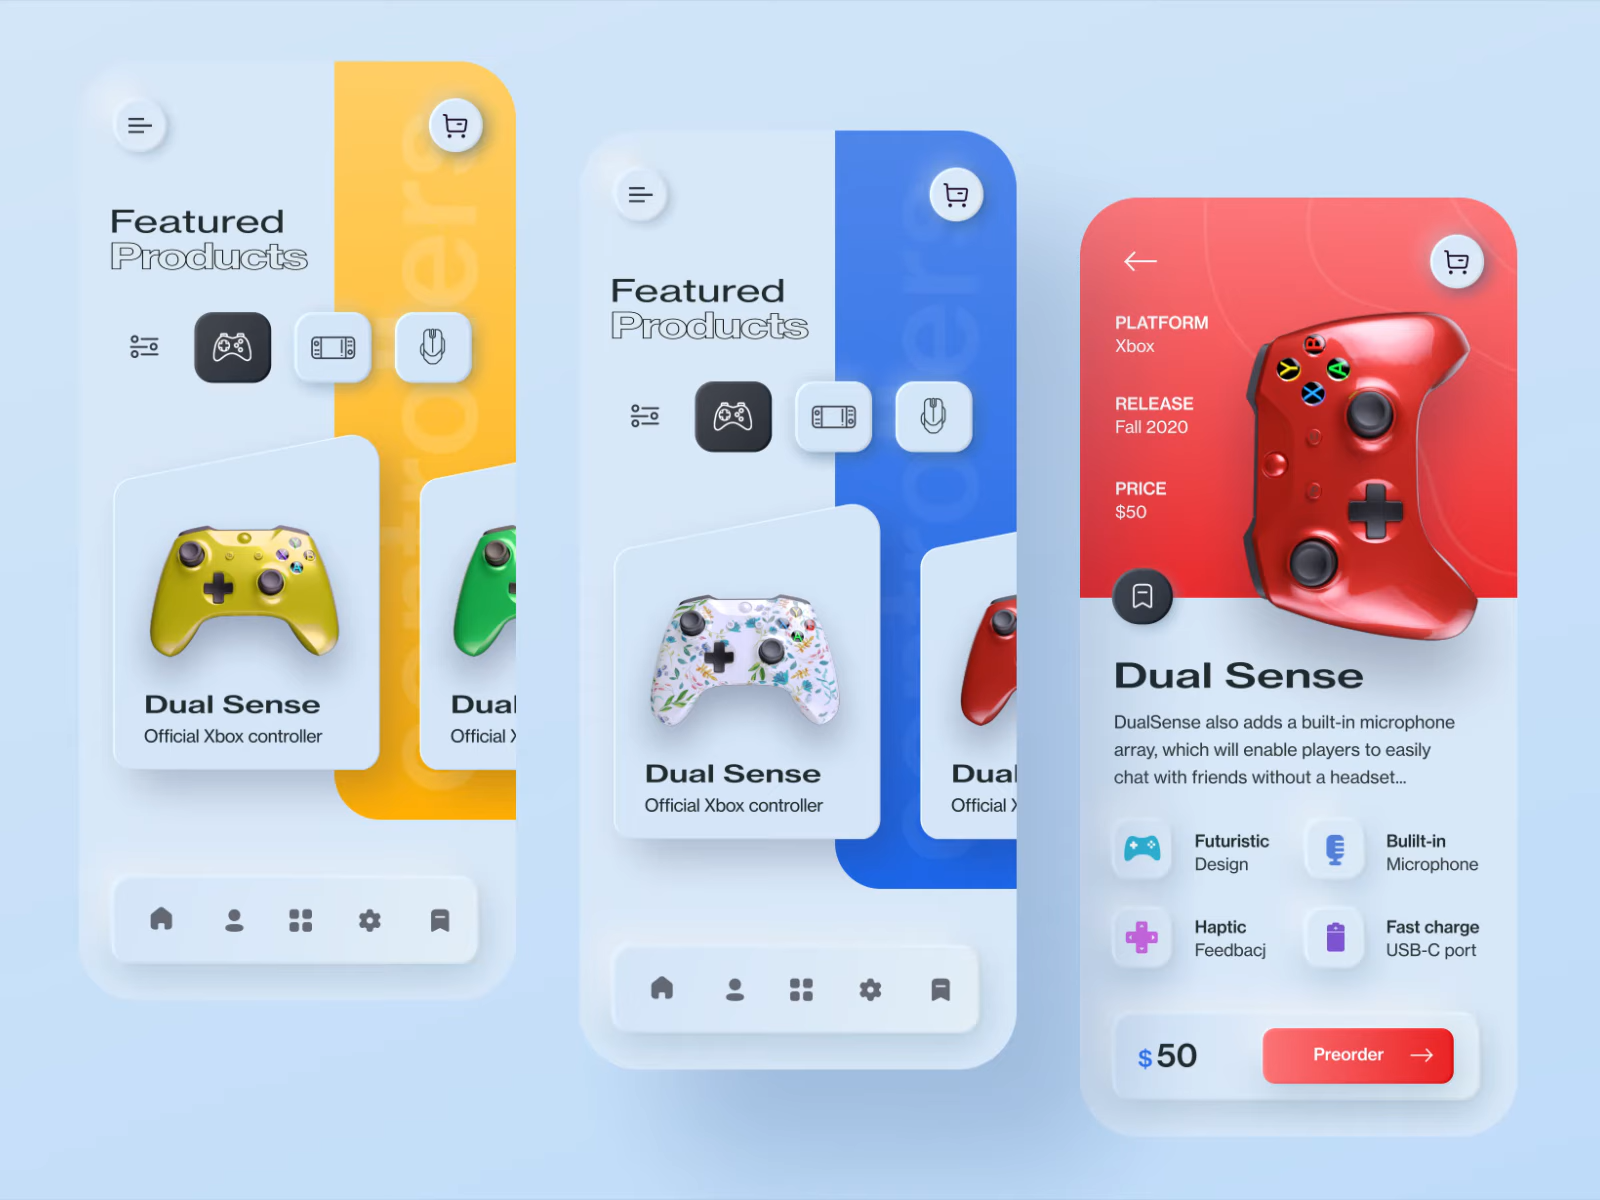 Featured
Products
controllers
Dual Sense
Official Xbox controller
Dual
Official X
Featured
Products
controllers
Dual Sense
Official Xbox controller
Dual
Official X
PLATFORM
Xbox
RELEASE
Fall 2020
PRICE
$50
Y
B
X
A
Dual Sense
DualSense also adds a built-in microphone
array, which will enable players to easily
chat with friends without a headset...
Futuristic
Design
Bulilt-in
Microphone
Haptic
Feedbacj
Fast charge
USB-C port
$50
Preorder